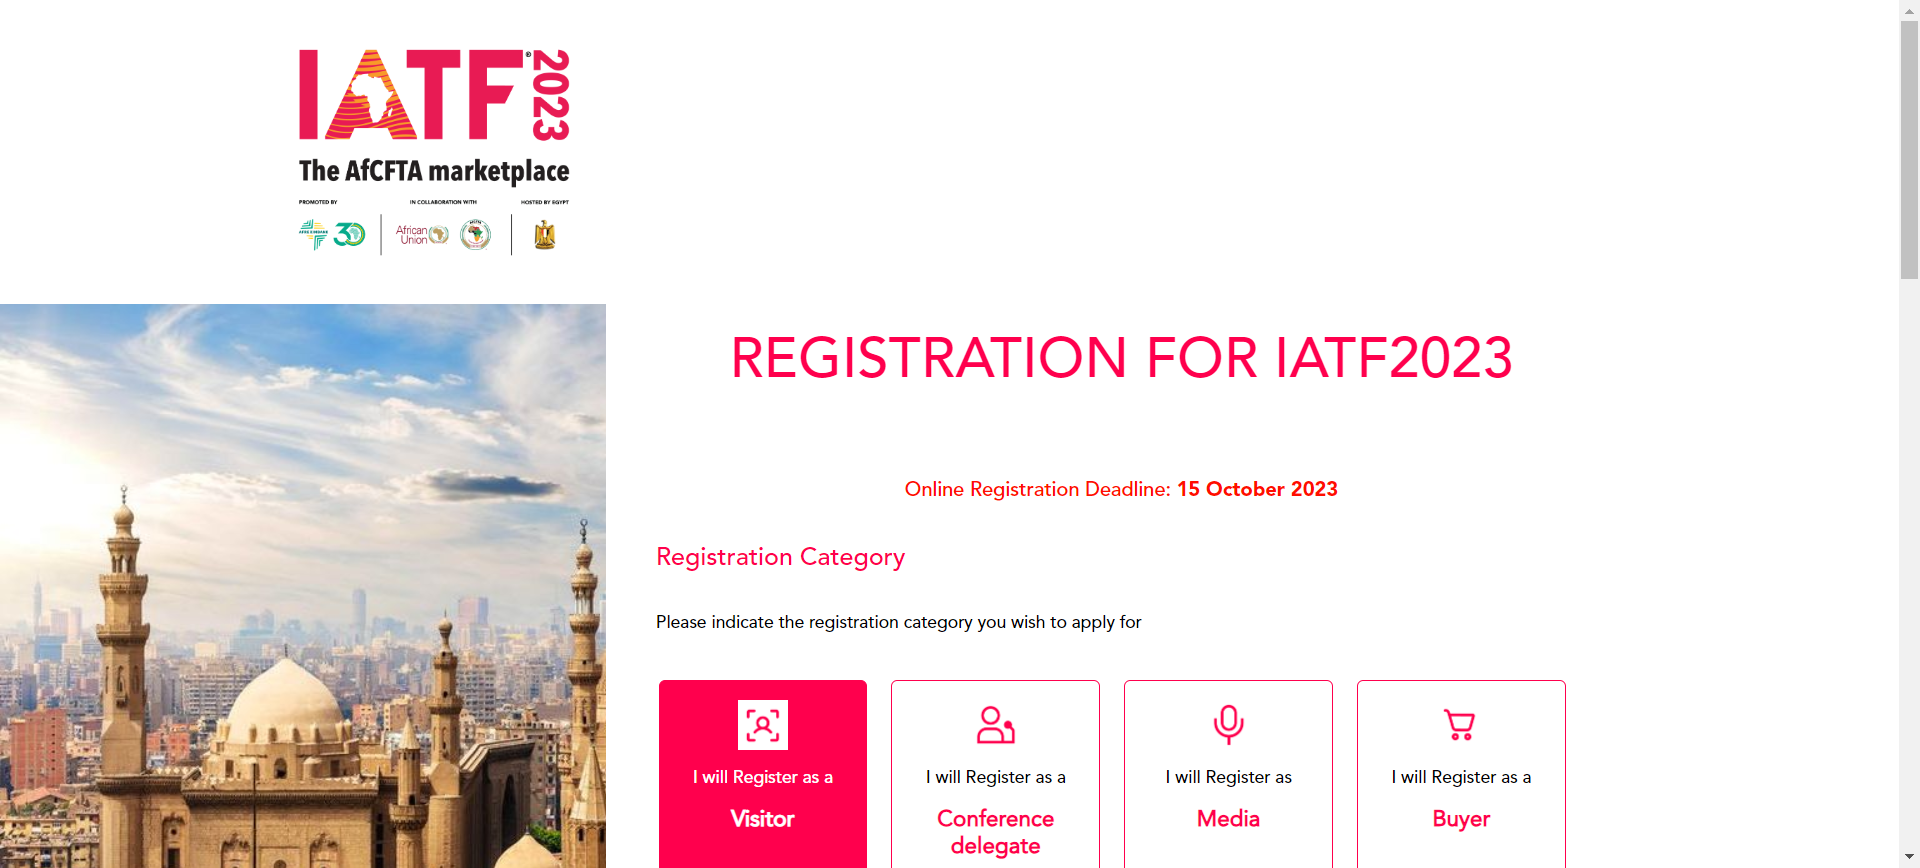 IATF® 2023
The AfCFTA marketplace
PROMOTED BY
IN COLLABORATION WITH
HOSTED BY EGYPT
30
African
Union
REGISTRATION FOR IATF2023
Online Registration Deadline: 15 October 2023
Registration Category
Please indicate the registration category you wish to apply for
I will Register as a
Visitor
I will Register as a
Conference
delegate
I will Register as
Media
I will Register as a
Buyer